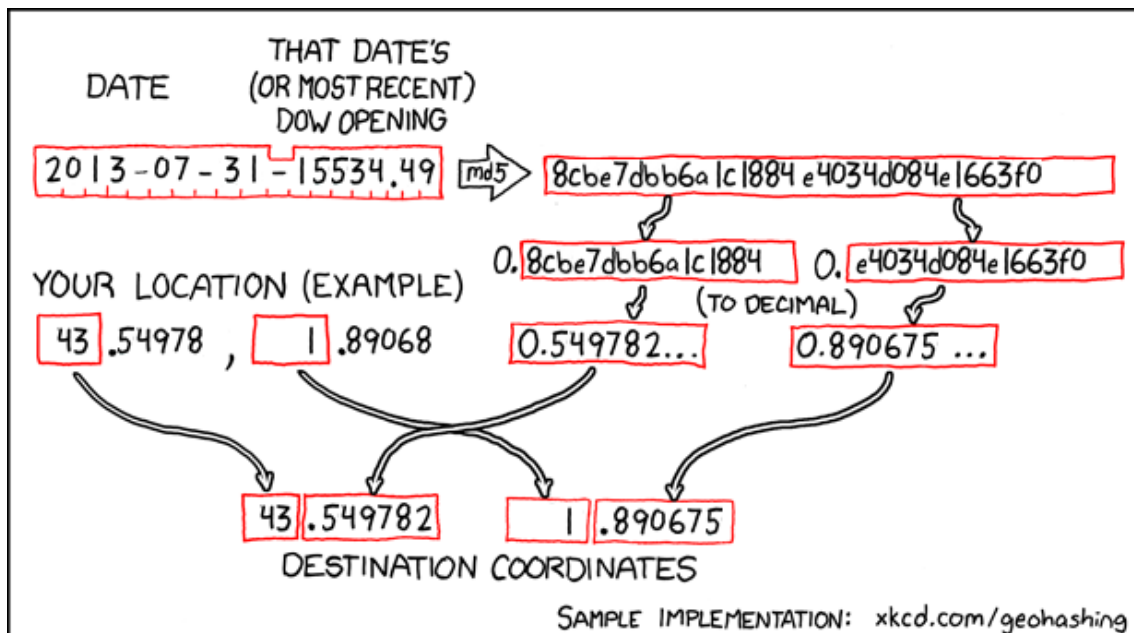 DATE
THAT DATE'S
(OR MOST RECENT)
DOW OPENING
2013-07-31-15534.49
md5
8cbe7dbb6a1c1884e4034d084e1663f0
0.8cbe7dbb6a1c1884
0.e4034d084e1663f0
YOUR LOCATION (EXAMPLE)
(TO DECIMAL)
43.54978, 1.89068
0.549782...
0.890675...
43.549782
1.890675
DESTINATION COORDINATES
SAMPLE IMPLEMENTATION: xkcd.com/geohashing